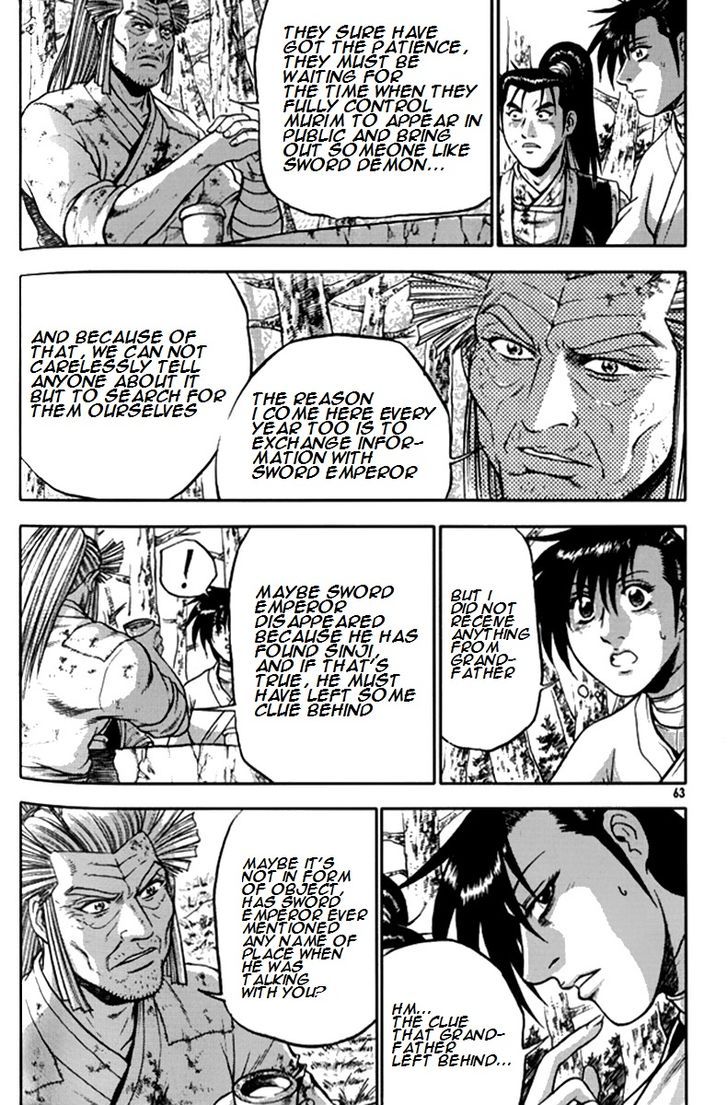 THEY SURE HAVE
GOT THE PATIENCE,
THEY MUST BE
WAITING FOR
THE TIME WHEN THEY
FULLY CONTROL
MURIM TO APPEAR IN
PUBLIC AND BRING
OUT SOMEONE LIKE
SWORD DEMON...
AND BECAUSE OF
THAT, WE CAN NOT
CARELESSLY TELL
ANYONE ABOUT IT
BUT TO SEARCH FOR
THEM OURSELVES
THE REASON
I COME HERE EVERY
YEAR TOO IS TO
EXCHANGE INFOR-
MATION WITH
SWORD EMPEROR
!
MAYBE SWORD
EMPEROR
DISAPPEARED
BECAUSE HE HAS
FOUND SINJI,
AND IF THAT'S
TRUE, HE MUST
HAVE LEFT SOME
CLUE BEHIND
BUT I
DID NOT
RECEIVE
ANYTHING
FROM
GRAND-
FATHER
63
MAYBE IT'S
NOT IN FORM
OF OBJECT,
HAS SWORD
EMPEROR EVER
MENTIONED
ANY NAME OF
PLACE WHEN
HE WAS
TALKING
WITH YOU?
HM...
THE CLUE
THAT GRAND-
FATHER
LEFT BEHIND...